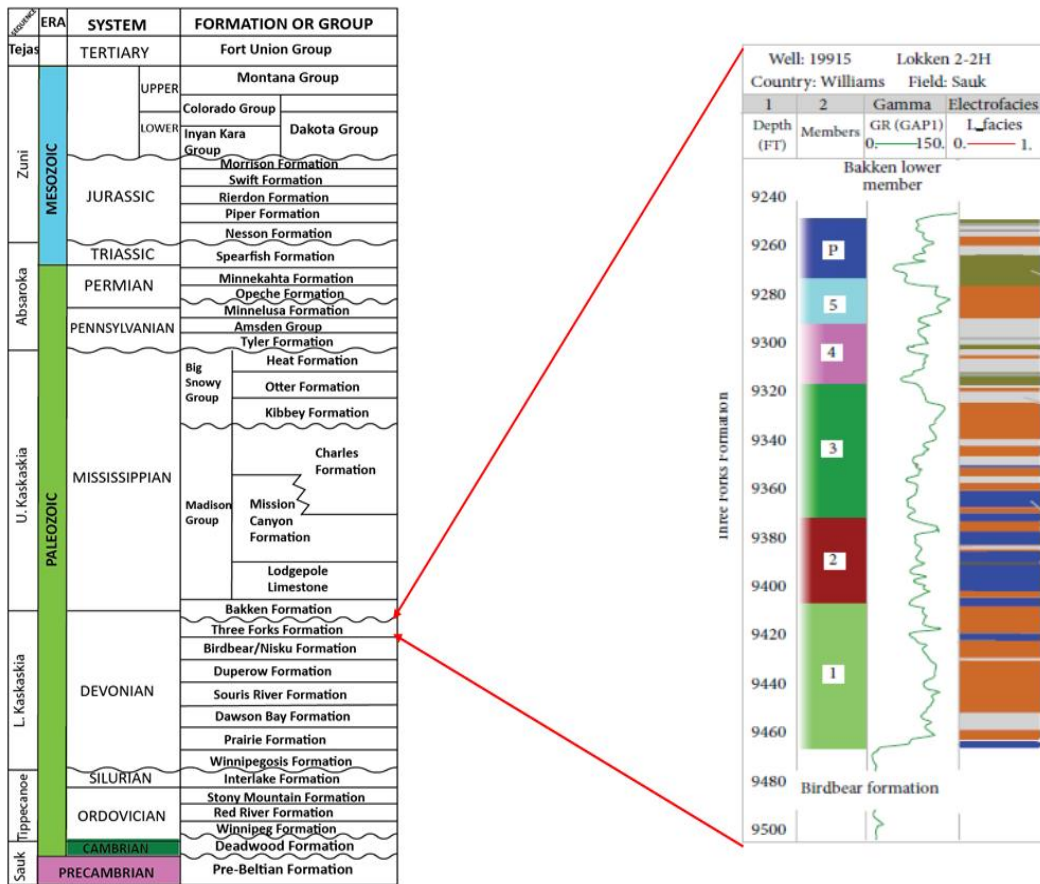 SEQUENCE ERA SYSTEM FORMATION OR GROUP
Tejas TERTIARY Fort Union Group
Zuni
MESOZOIC
UPPER
Montana Group
Colorado Group
LOWER
Dakota Group
Inyan Kara
Group
JURASSIC
Morrison Formation
Swift Formation
Rierdon Formation
Piper Formation
Nesson Formation
Absaroka
TRIASSIC Spearfish Formation
PALEOZOIC
PERMIAN
Minnekahta Formation
Opeche Formation
PENNSYLVANIAN
Minnelusa Formation
Amsden Group
Tyler Formation
U. Kaskaskia
MISSISSIPPIAN
Big
Snowy
Group
Heat Formation
Otter Formation
Kibbey Formation
Madison
Group
Charles
Formation
Mission
Canyon
Formation
Lodgepole
Limestone
Bakken Formation
L. Kaskaskia
DEVONIAN
Three Forks Formation
Birdbear/Nisku Formation
Duperow Formation
Souris River Formation
Dawson Bay Formation
Prairie Formation
Winnipegosis Formation
Tippecanoe
SILURIAN Interlake Formation
ORDOVICIAN
Stony Mountain Formation
Red River Formation
Winnipeg Formation
Sauk
CAMBRIAN Deadwood Formation
PRECAMBRIAN Pre-Beltian Formation
Well: 19915 Lokken 2-2H
Country: Williams Field: Sauk
1 2 Gamma Electrofacies
Depth
(FT)
Members
GR (GAP1)
0. 150.
L_facies
0. 1.
Bakken lower
member
Three Forks Formation
9240
9260
9280
9300
9320
9340
9360
9380
9400
9420
9440
9460
9480
9500
P
5
4
3
2
1
Birdbear formation